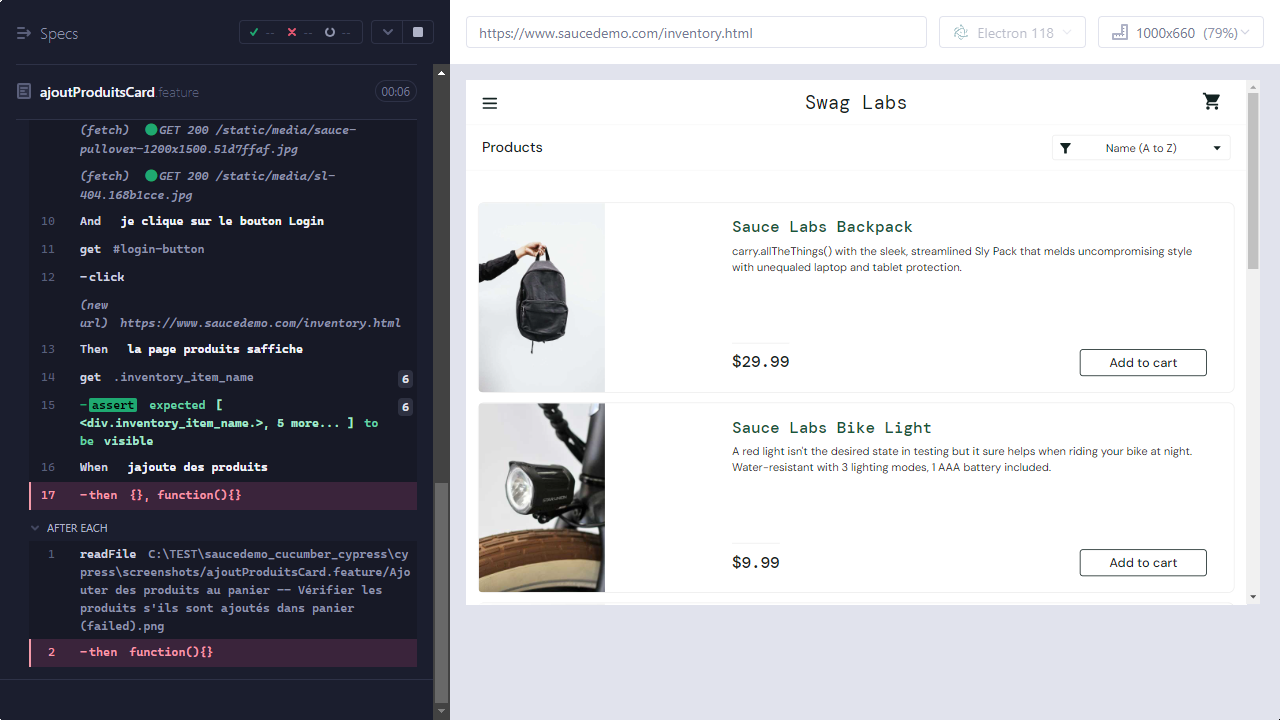 Specs
-- -- --
ajoutProduitsCard.feature 00:06
(fetch) GET 200 /static/media/sauce-
pullover-1200x1500.51d7ffaf.jpg
(fetch) GET 200 /static/media/sl-
404.168b1cce.jpg
10 And je clique sur le bouton Login
11 get #login-button
12 -click
(new
url) https://www.saucedemo.com/inventory.html
13 Then la page produits saffiche
14 get .inventory_item_name 6
15 -assert expected [ 6
<div.inventory_item_name.>, 5 more... ] to
be visible
16 When jajoute des produits
17 -then {}, function(){}
AFTER EACH
1 readFile C:\TEST\saucedemo_cucumber_cypress\cy
press\screenshots/ajoutProduitsCard.feature/Ajo
uter des produits au panier -- Vérifier les
produits s'ils sont ajoutés dans panier
(failed).png
2 -then function(){}
https://www.saucedemo.com/inventory.html
Electron 118
1000x660 (79%)
Swag Labs
Products
Name (A to Z)
Sauce Labs Backpack
carry.allTheThings() with the sleek, streamlined Sly Pack that melds uncompromising style
with unequaled laptop and tablet protection.
$29.99
Add to cart
Sauce Labs Bike Light
A red light isn't the desired state in testing but it sure helps when riding your bike at night.
Water-resistant with 3 lighting modes, 1 AAA battery included.
$9.99
Add to cart